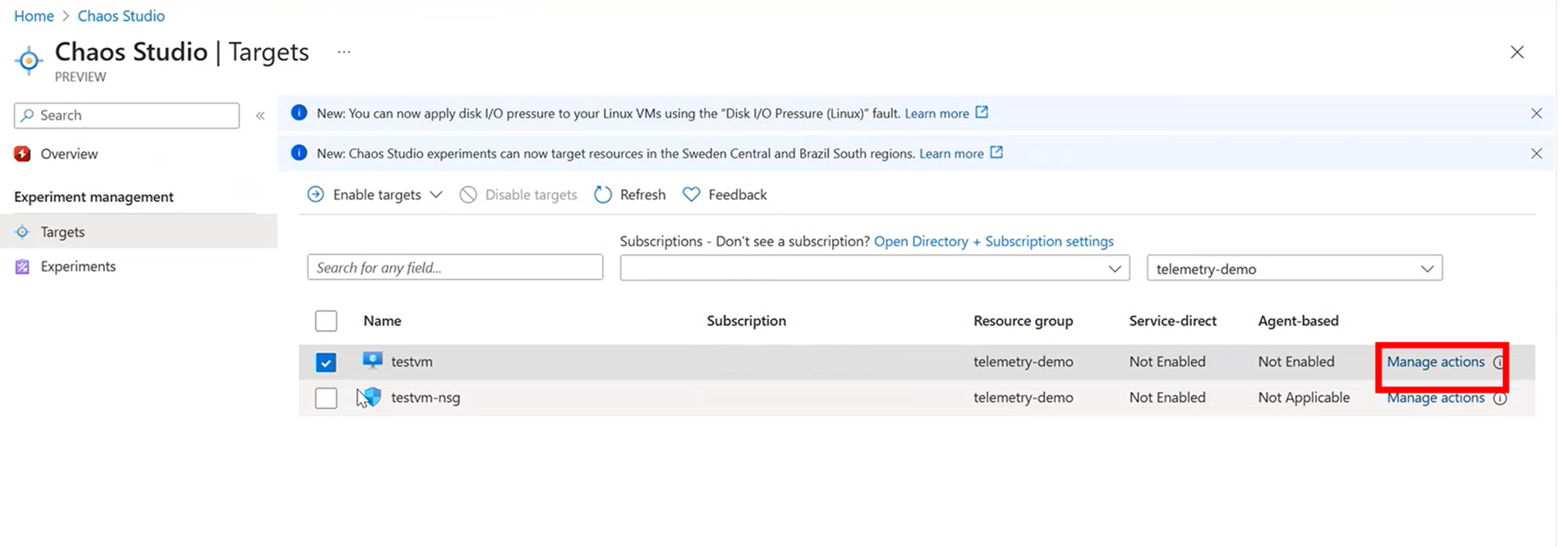 Home > Chaos Studio
Chaos Studio | Targets ...
PREVIEW
Search «
Overview
Experiment management
Targets
Experiments
New: You can now apply disk I/O pressure to your Linux VMs using the “Disk I/O Pressure (Linux)” fault. Learn more
New: Chaos Studio experiments can now target resources in the Sweden Central and Brazil South regions. Learn more
Enable targets Disable targets Refresh Feedback
Subscriptions - Don't see a subscription? Open Directory + Subscription settings
Search for any field... telemetry-demo
Name Subscription Resource group Service-direct Agent-based
testvm telemetry-demo Not Enabled Not Enabled Manage actions
testvm-nsg telemetry-demo Not Enabled Not Applicable Manage actions